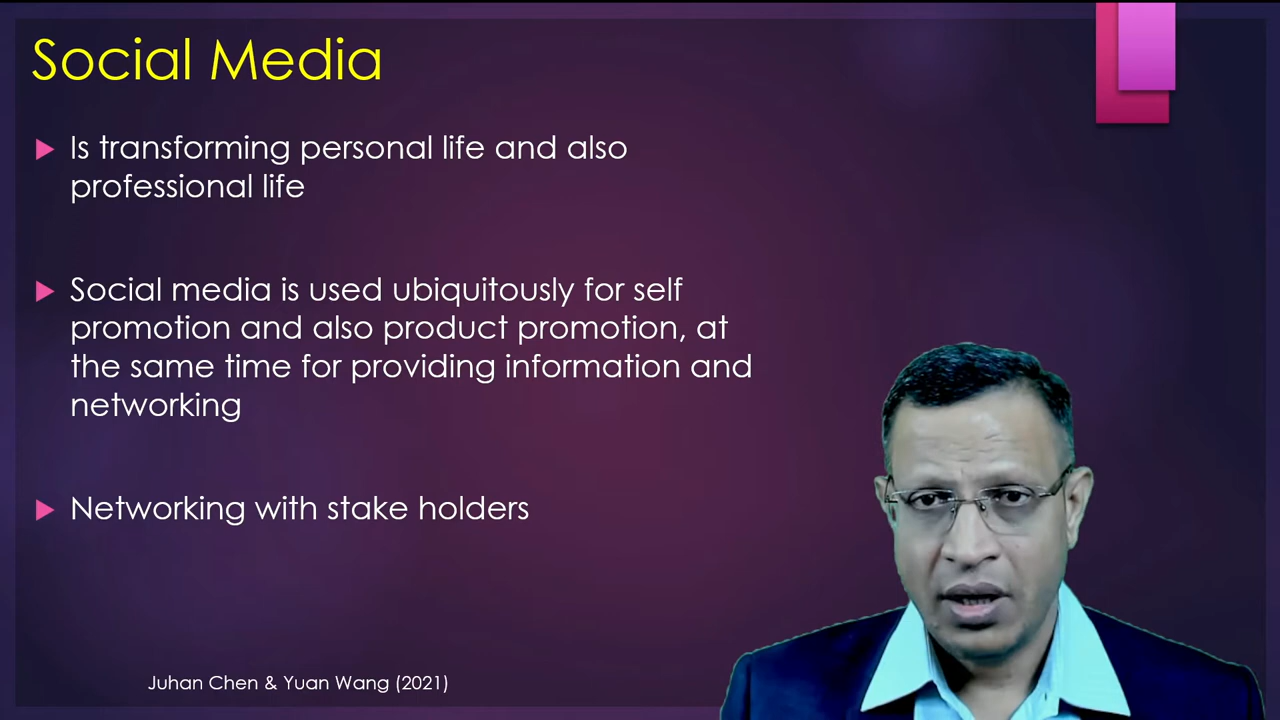 Social Media
Is transforming personal life and also
professional life
Social media is used ubiquitously for self
promotion and also product promotion, at
the same time for providing information and
networking
Networking with stake holders
Juhan Chen & Yuan Wang (2021)